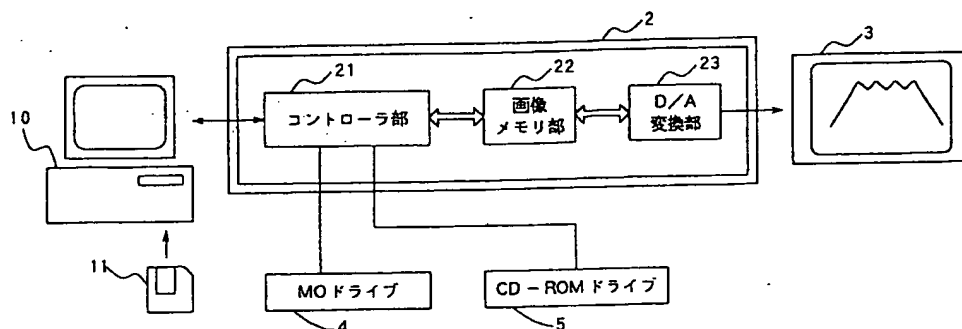 2
3
21
22
23
10
コントローラ部
画像
メモリ部
D/A
変換部
11
MOドライブ
CD-ROMドライブ
4
5